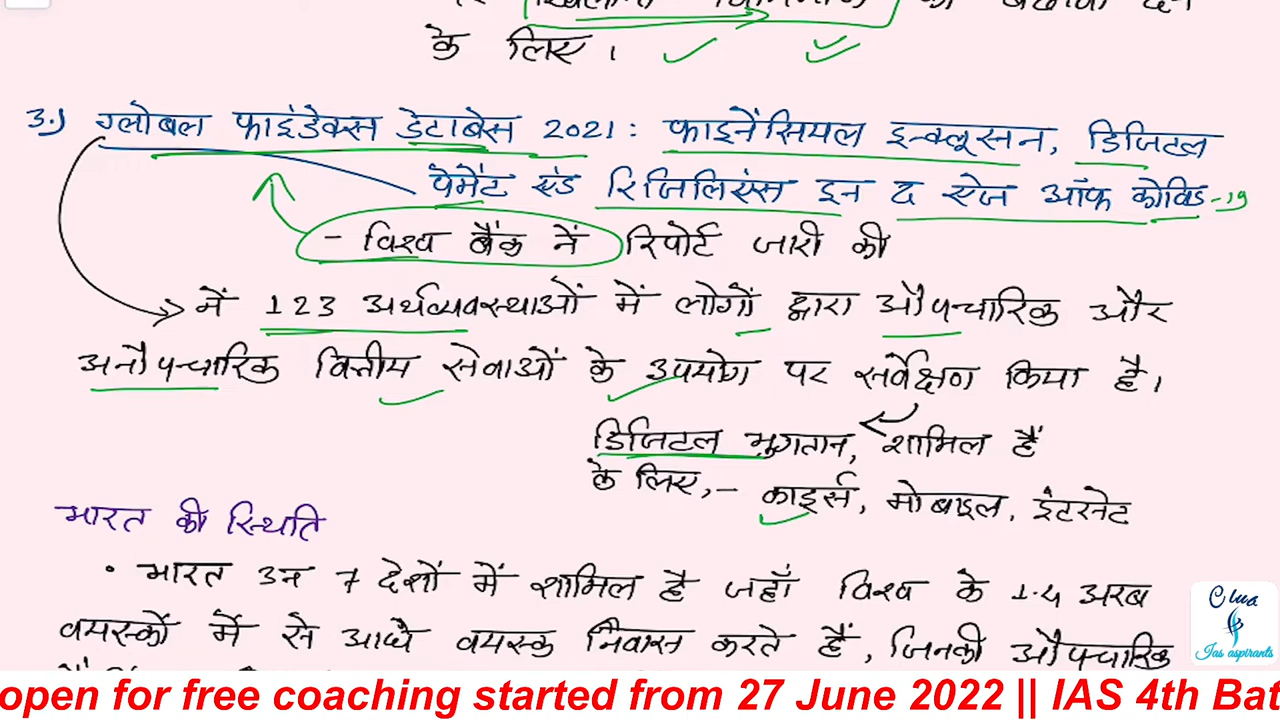 के लिए।
3.) ग्लोबल फाइंडेक्स डेटाबेस 2021: फाइनेंसियल इन्क्लूसन, डिजिटल
पेमेंट एंड रिजिलिएंस इन द ऐज ऑफ कोविड-19
- विश्व बैंक ने रिपोर्ट जारी की
→ में 123 अर्थव्यवस्थाओं में लोगों द्वारा औपचारिक और
अनौपचारिक वित्तीय सेवाओं के उपयोग पर सर्वेक्षण किया है।
डिजिटल भुगतान, शामिल हैं
के लिए,- कार्ड्स, मोबाइल, इंटरनेट
भारत की स्थिति
• भारत उन 7 देशों में शामिल है जहाँ विश्व के 1.4 अरब
वयस्कों में से आधे वयस्क निवास करते हैं, जिनकी औपचारिक
Clue
Ias aspirants
open for free coaching started from 27 June 2022 || IAS 4th Bat